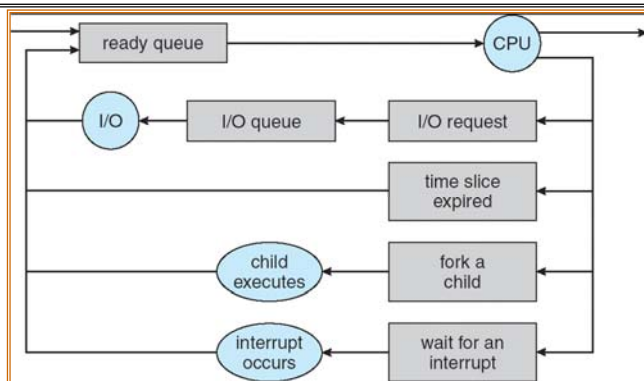 ready queue
CPU
I/O
I/O queue
I/O request
time slice
expired
child
executes
fork a
child
interrupt
occurs
wait for an
interrupt